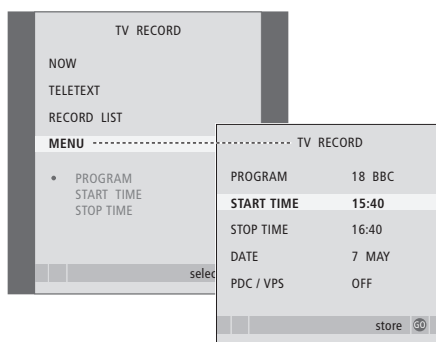 TV RECORD
NOW
TELETEXT
RECORD LIST
MENU
• PROGRAM
START TIME
STOP TIME
selec
TV RECORD
PROGRAM 18 BBC
START TIME 15:40
STOP TIME 16:40
DATE 7 MAY
PDC / VPS OFF
store GO